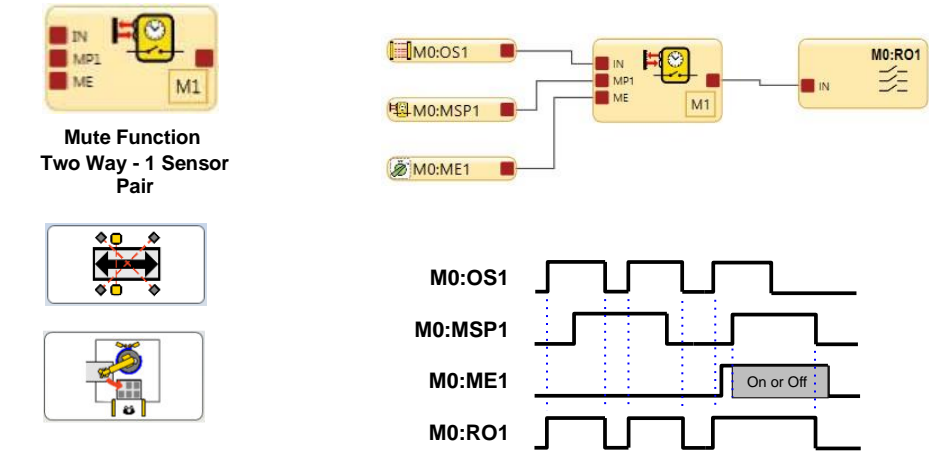 IN
MP1
ME
M1
Mute Function
Two Way - 1 Sensor
Pair
M0:OS1
M0:MSP1
M0:ME1
IN
MP1
ME
M1
M0:RO1
IN
M0:OS1
M0:MSP1
M0:ME1
On or Off
M0:RO1